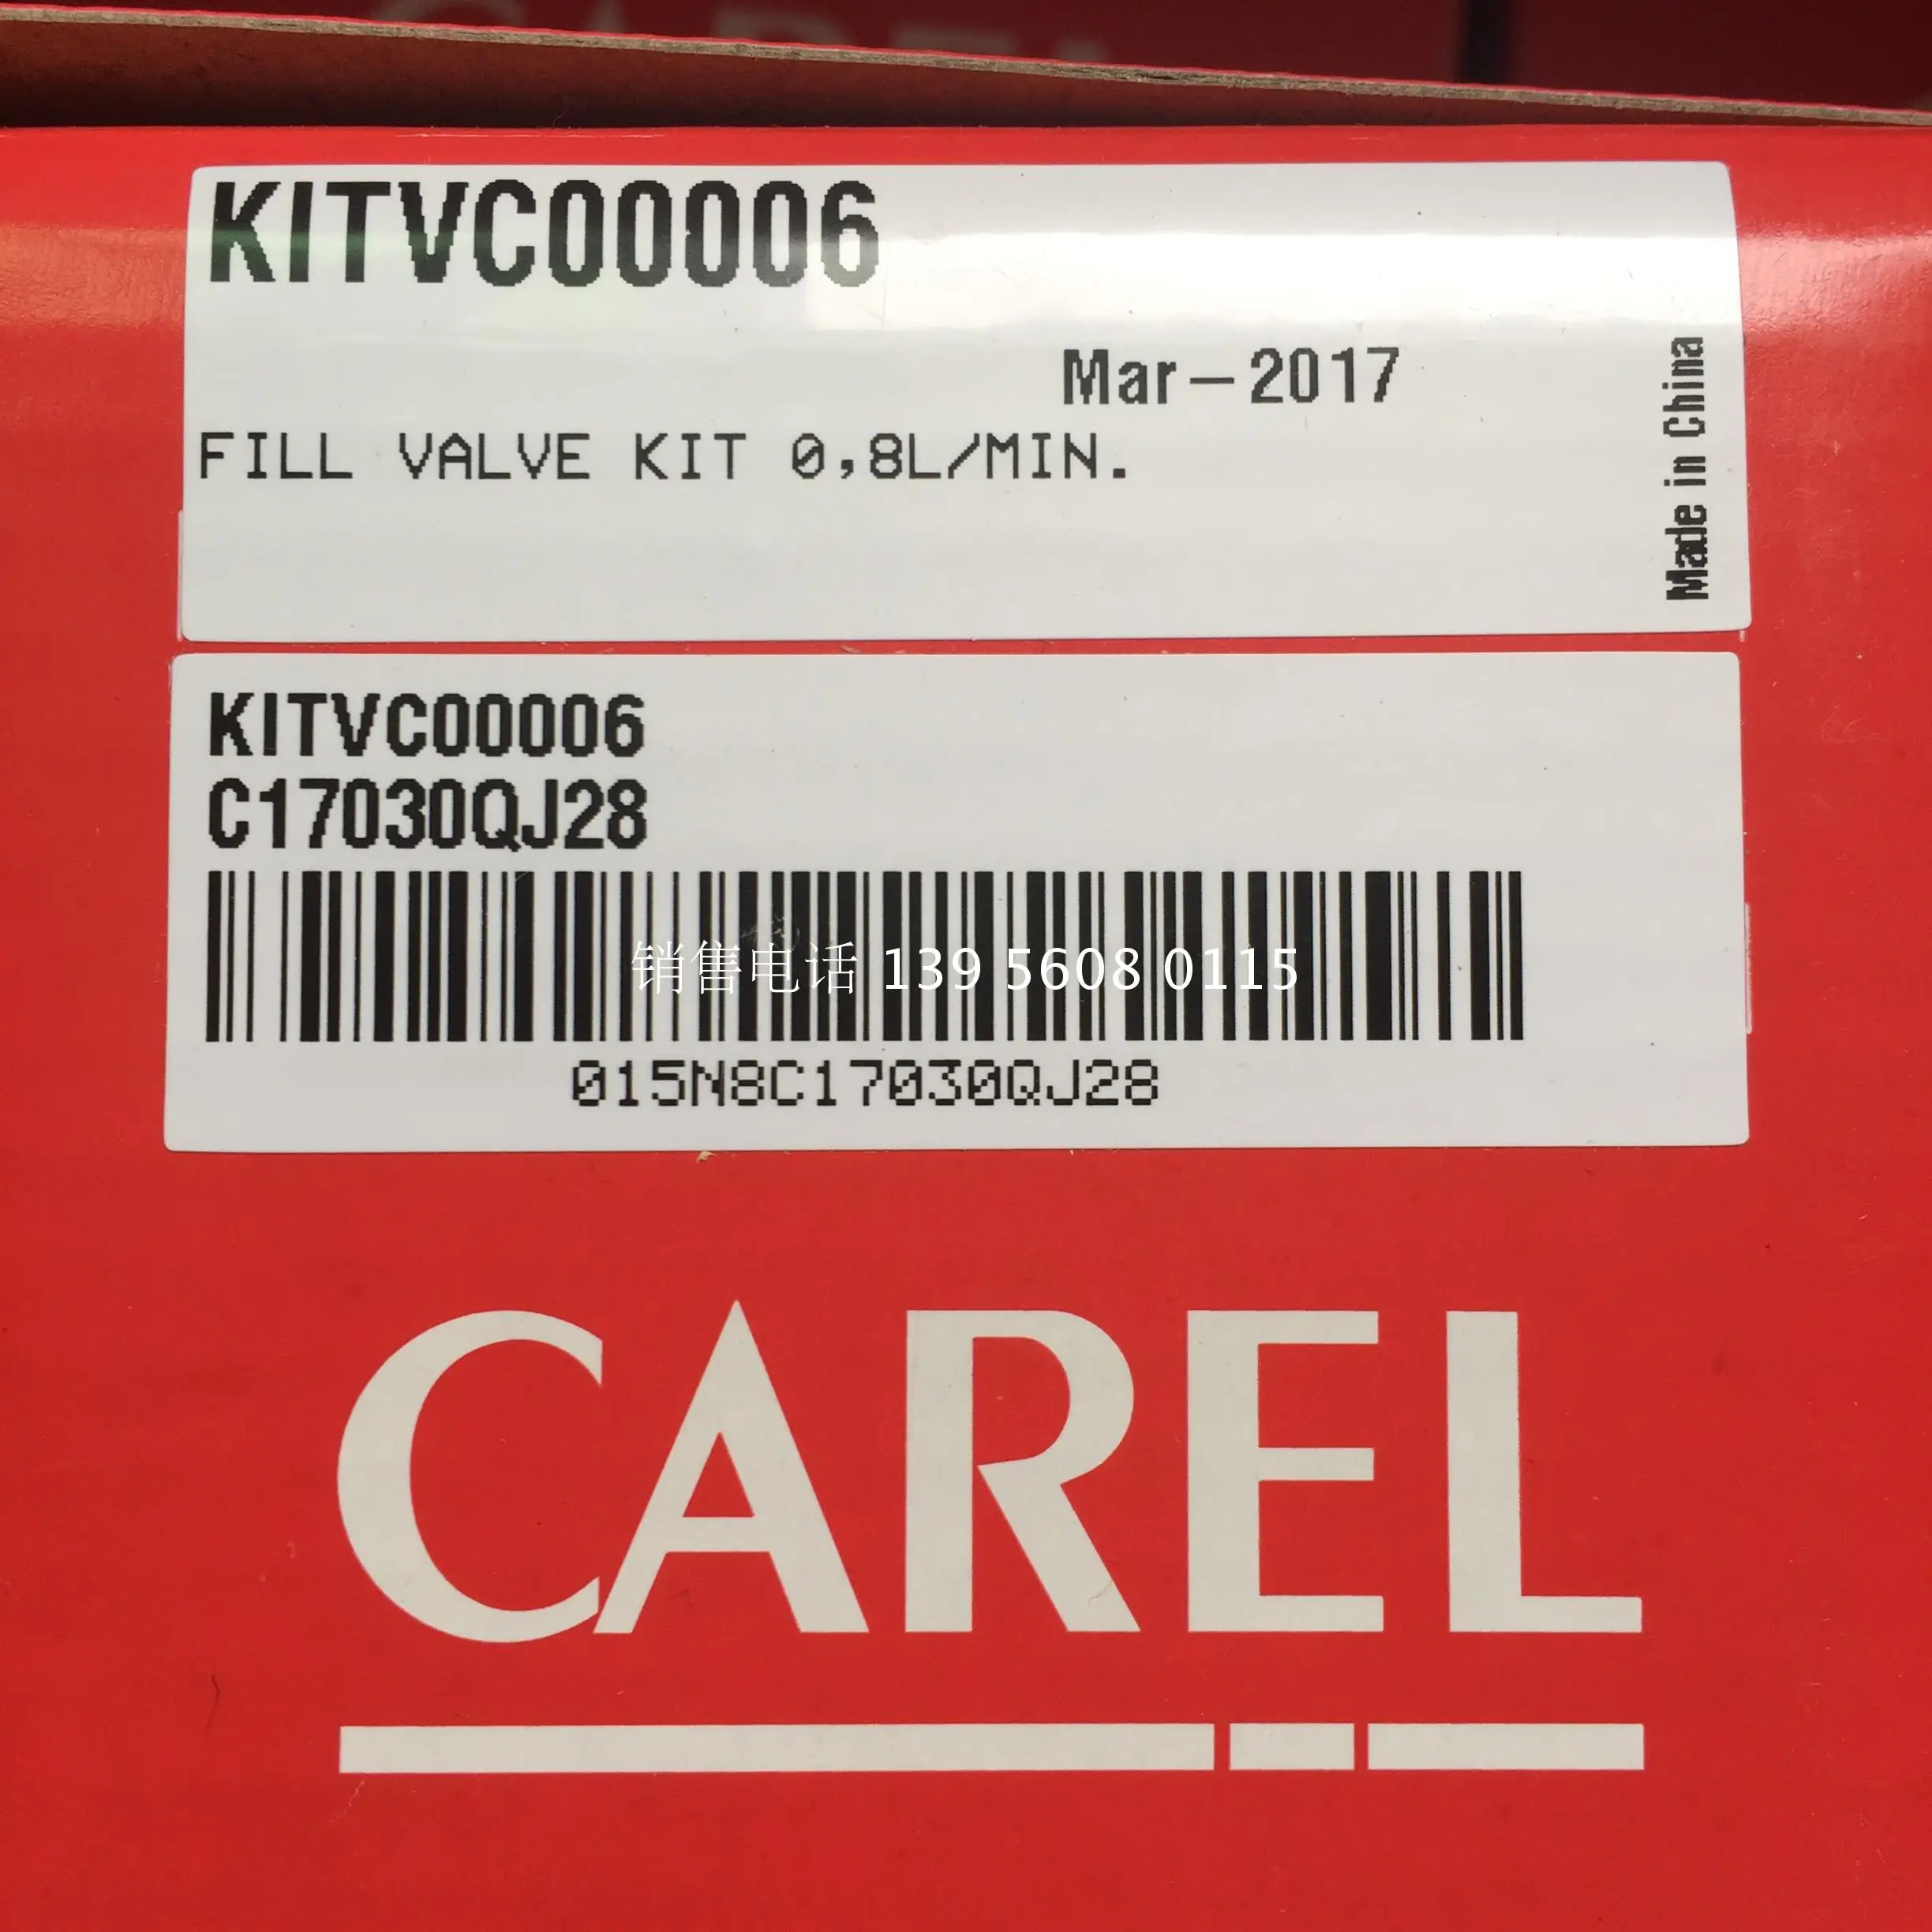 KITVC00006
Mar-2017
FILL VALVE KIT 0,8L/MIN.
Made in China
KITVC00006
C17030QJ28
销售电话 139 5608 0115
015N8C17030QJ28
CAREL